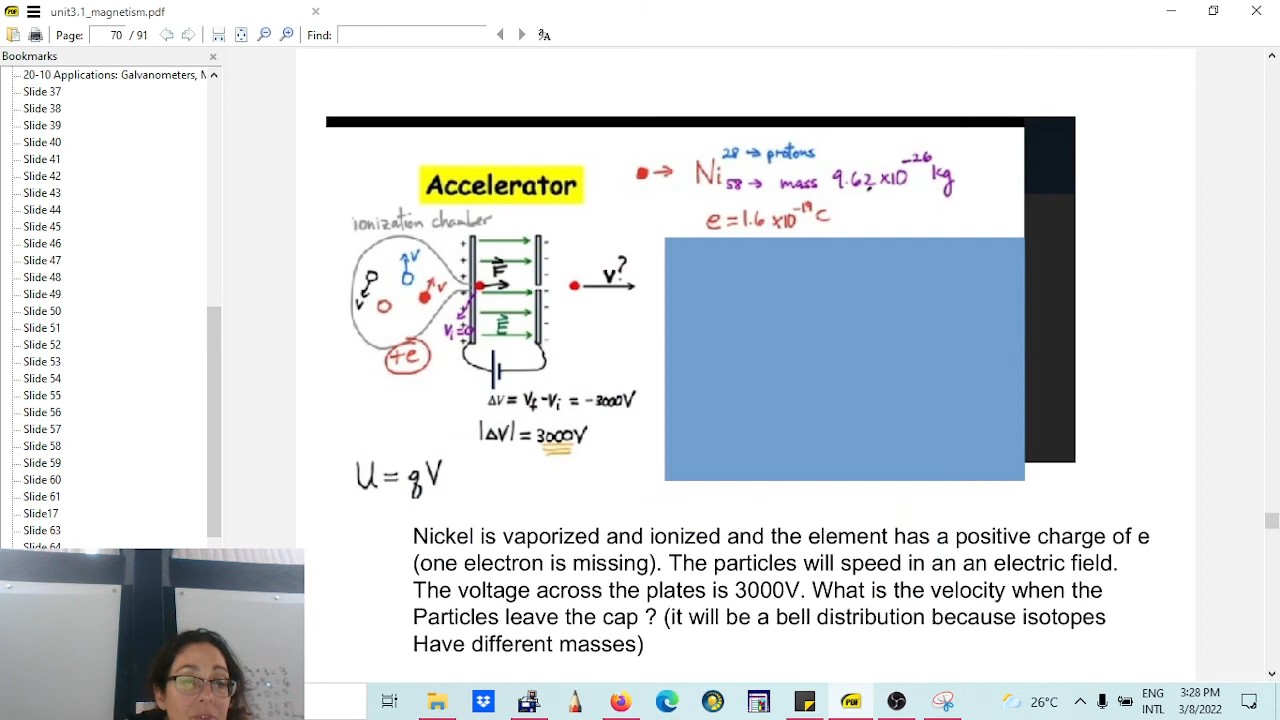 unit3.1_magnetism.pdf
Page: 70 / 91 Find:
Bookmarks
20-10 Applications: Galvanometers, M
Slide 37
Slide 38
Slide 39
Slide 40
Slide 41
Slide 42
Slide 43
Slide 44
Slide 45
Slide 46
Slide 47
Slide 48
Slide 49
Slide 50
Slide 51
Slide 52
Slide 53
Slide 54
Slide 55
Slide 56
Slide 57
Slide 58
Slide 59
Slide 60
Slide 61
Slide17
Slide 63
Slide 64
Accelerator
Ni 28 → protons
58 → mass 9.62 x10^-26 kg
e = 1.6 x10^-19 C
ionization chamber
V
V
V
F
E
Vi=0
V?
+e
ΔV = Vf - Vi = -3000V
|ΔV| = 3000V
U = qV
Nickel is vaporized and ionized and the element has a positive charge of e
(one electron is missing). The particles will speed in an an electric field.
The voltage across the plates is 3000V. What is the velocity when the
Particles leave the cap ? (it will be a bell distribution because isotopes
Have different masses)
26°C
ENG
INTL
3:28 PM
3/8/2022